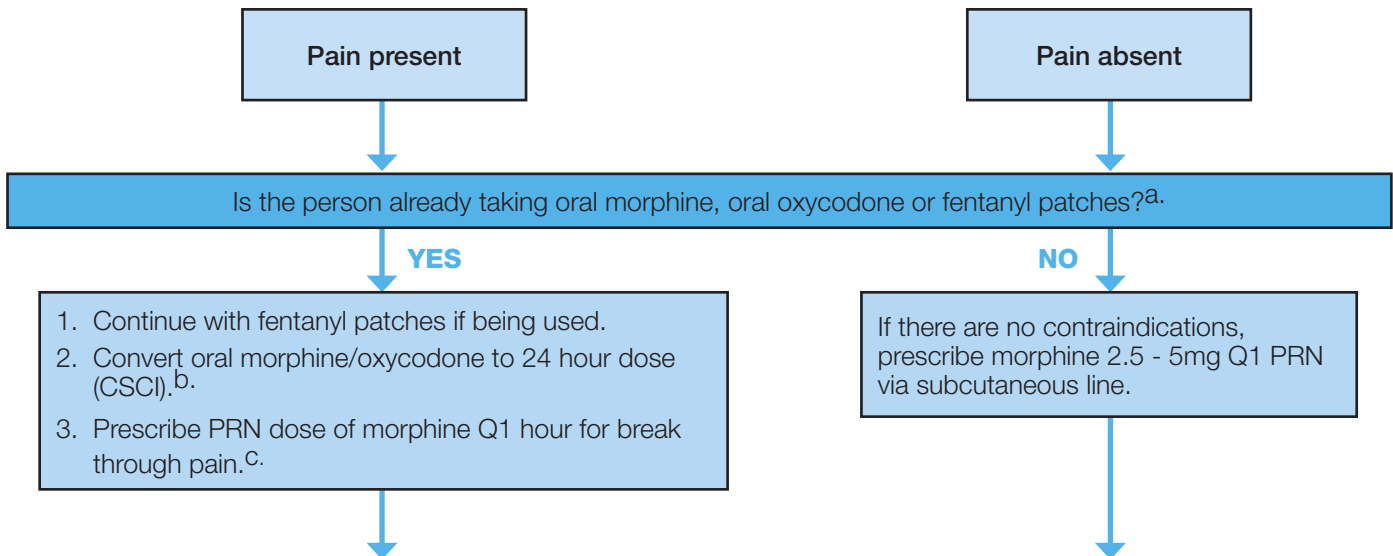 Pain present
Pain absent
Is the person already taking oral morphine, oral oxycodone or fentanyl patches?a.
YES
NO
1. Continue with fentanyl patches if being used.
2. Convert oral morphine/oxycodone to 24 hour dose
(CSCI).b.
3. Prescribe PRN dose of morphine Q1 hour for break
through pain.c.
If there are no contraindications,
prescribe morphine 2.5 - 5mg Q1 PRN
via subcutaneous line.